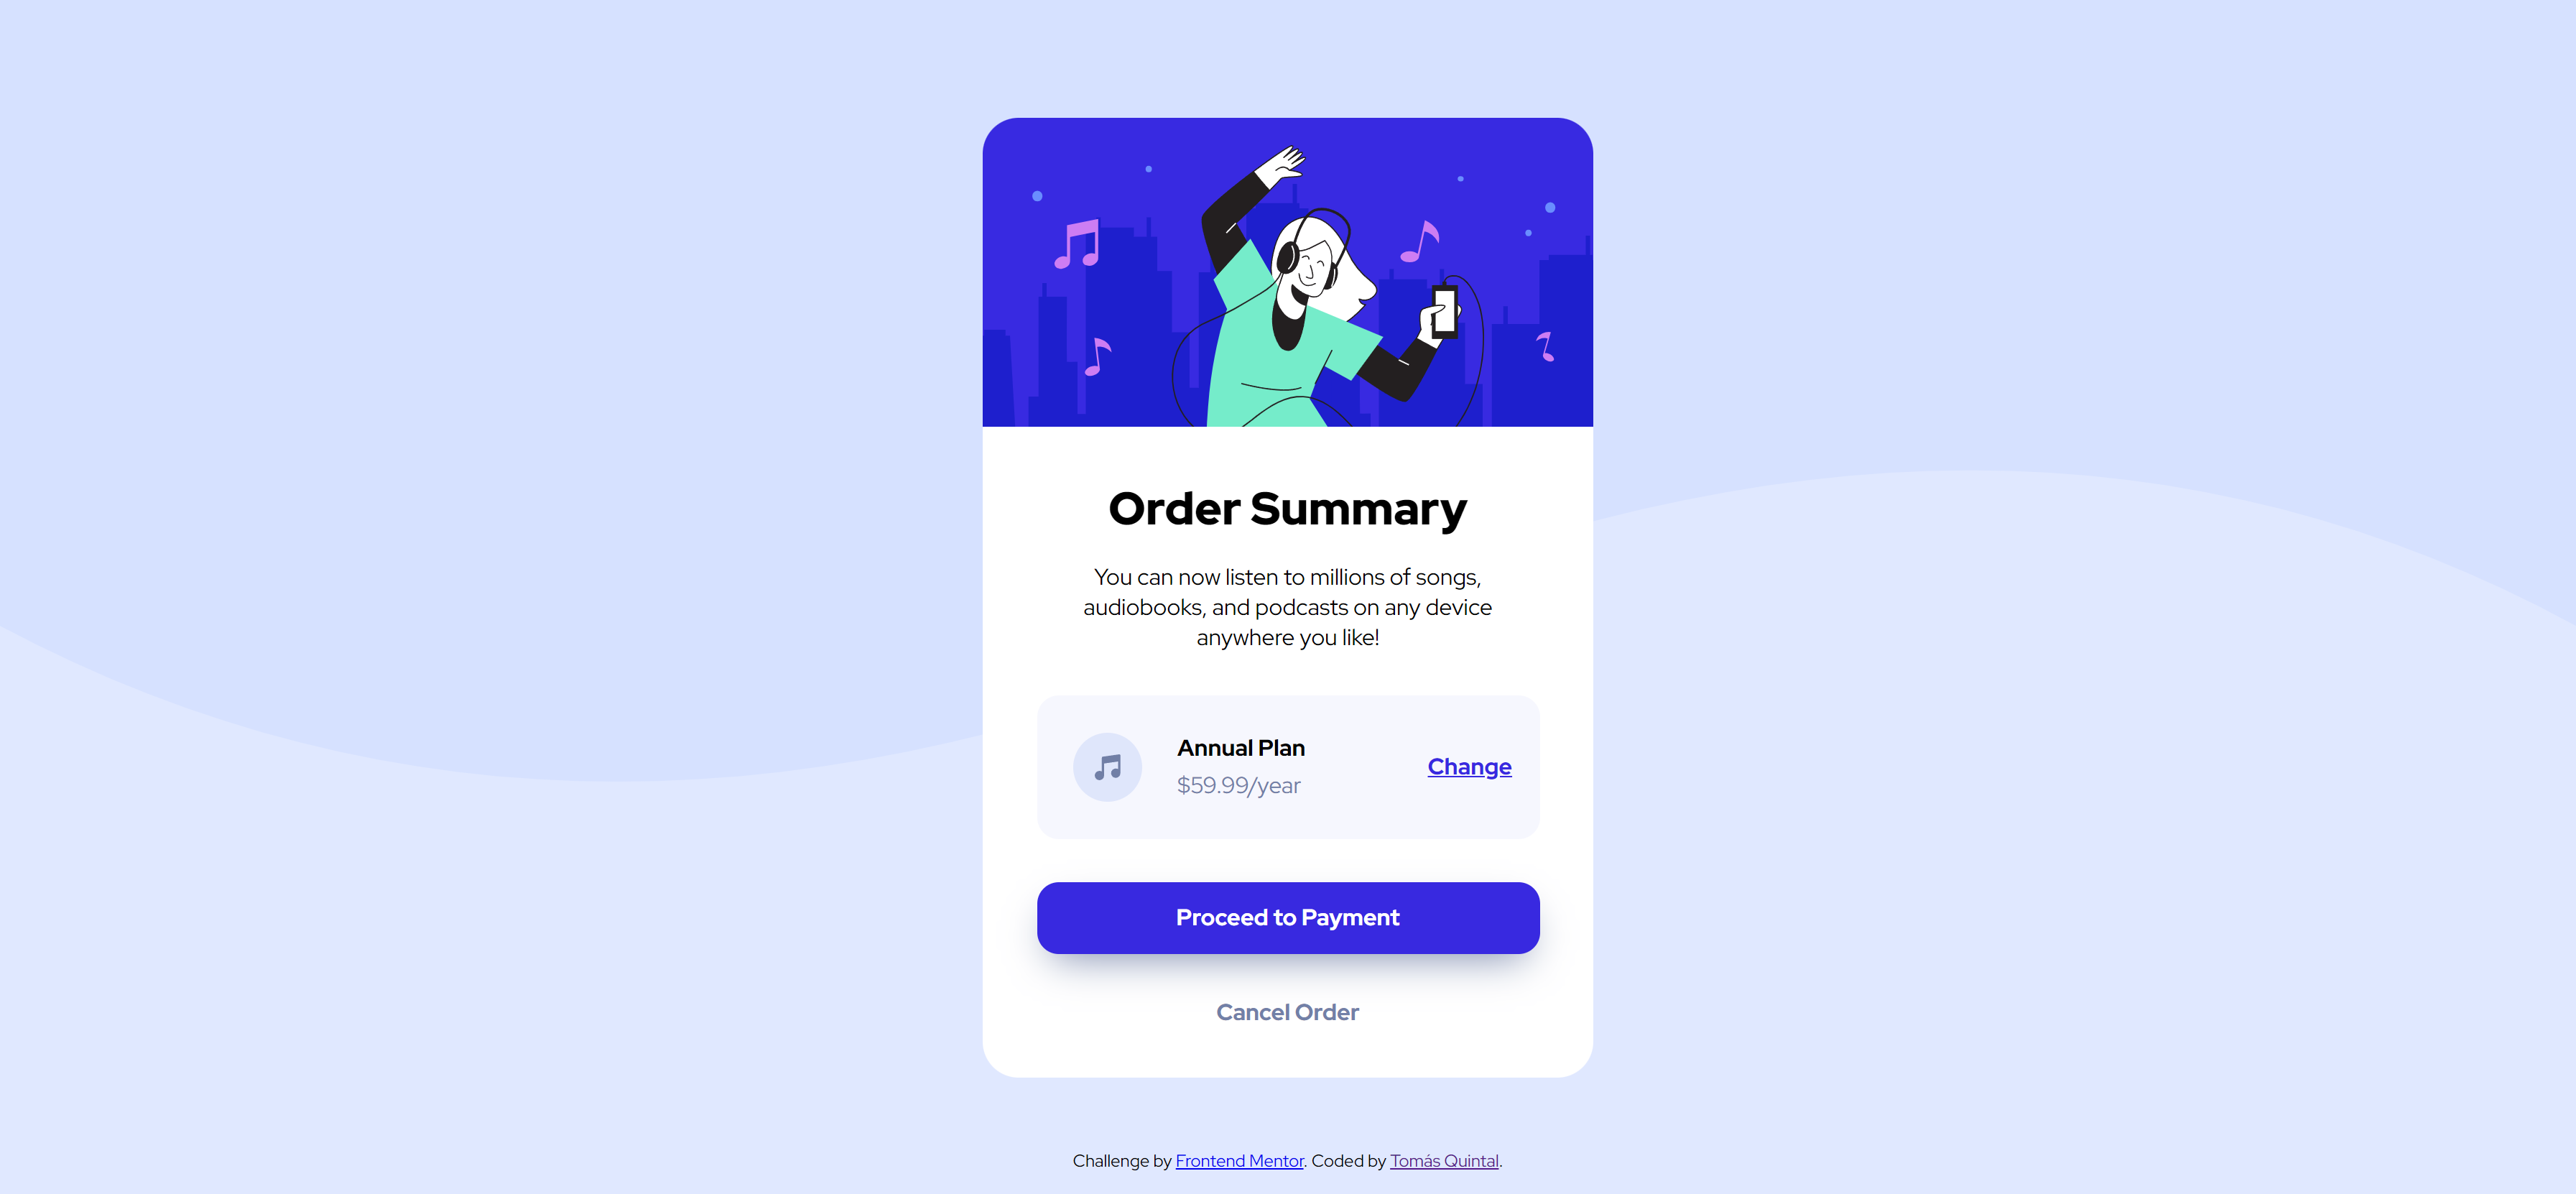 Order Summary
You can now listen to millions of songs,
audiobooks, and podcasts on any device
anywhere you like!
Annual Plan
$59.99/year
Change
Proceed to Payment
Cancel Order
Challenge by Frontend Mentor. Coded by Tomás Quintal.